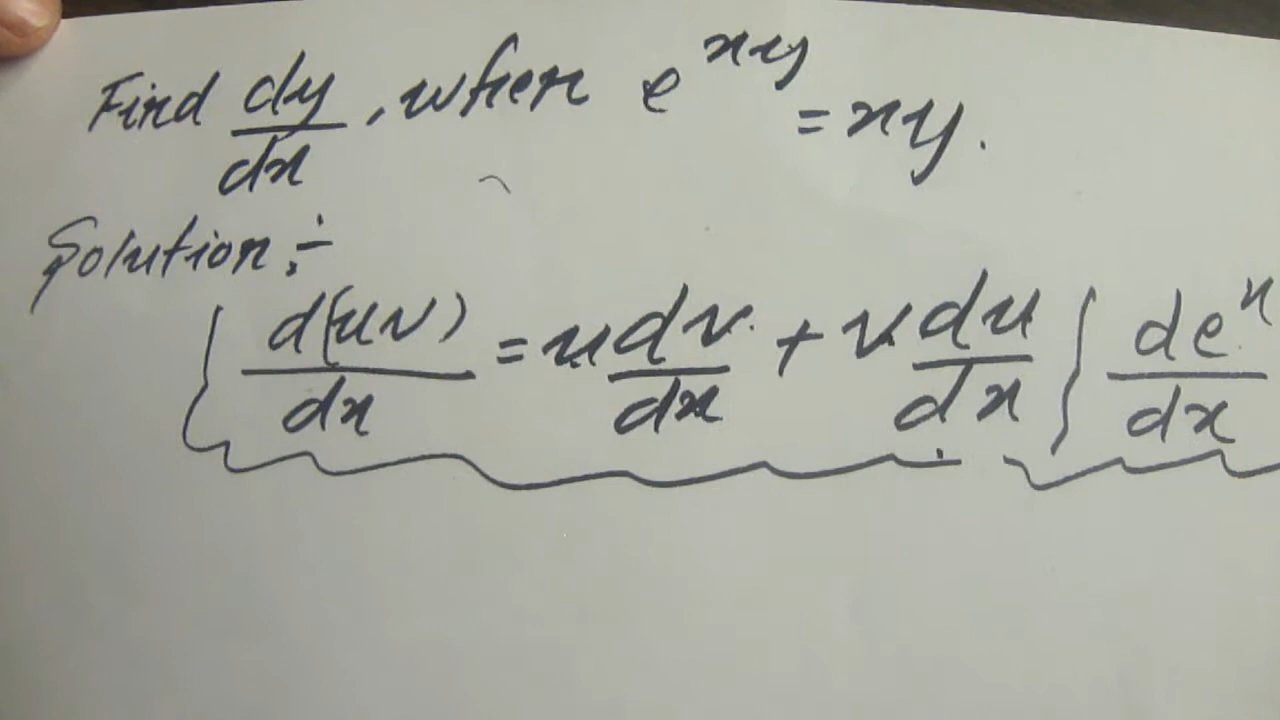 Find dy/dx, when e^xy = xy.
Solution :-
{ d(uv)/dx = u dv/dx + v du/dx } de^x/dx